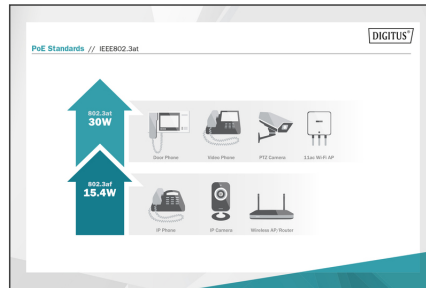 DIGITUS®
PoE Standards // IEEE802.3at
802.3at
30W
Door Phone Video Phone PTZ Camera 11ac Wi-Fi AP
802.3af
15.4W
IP Phone IP Camera Wireless AP/Router